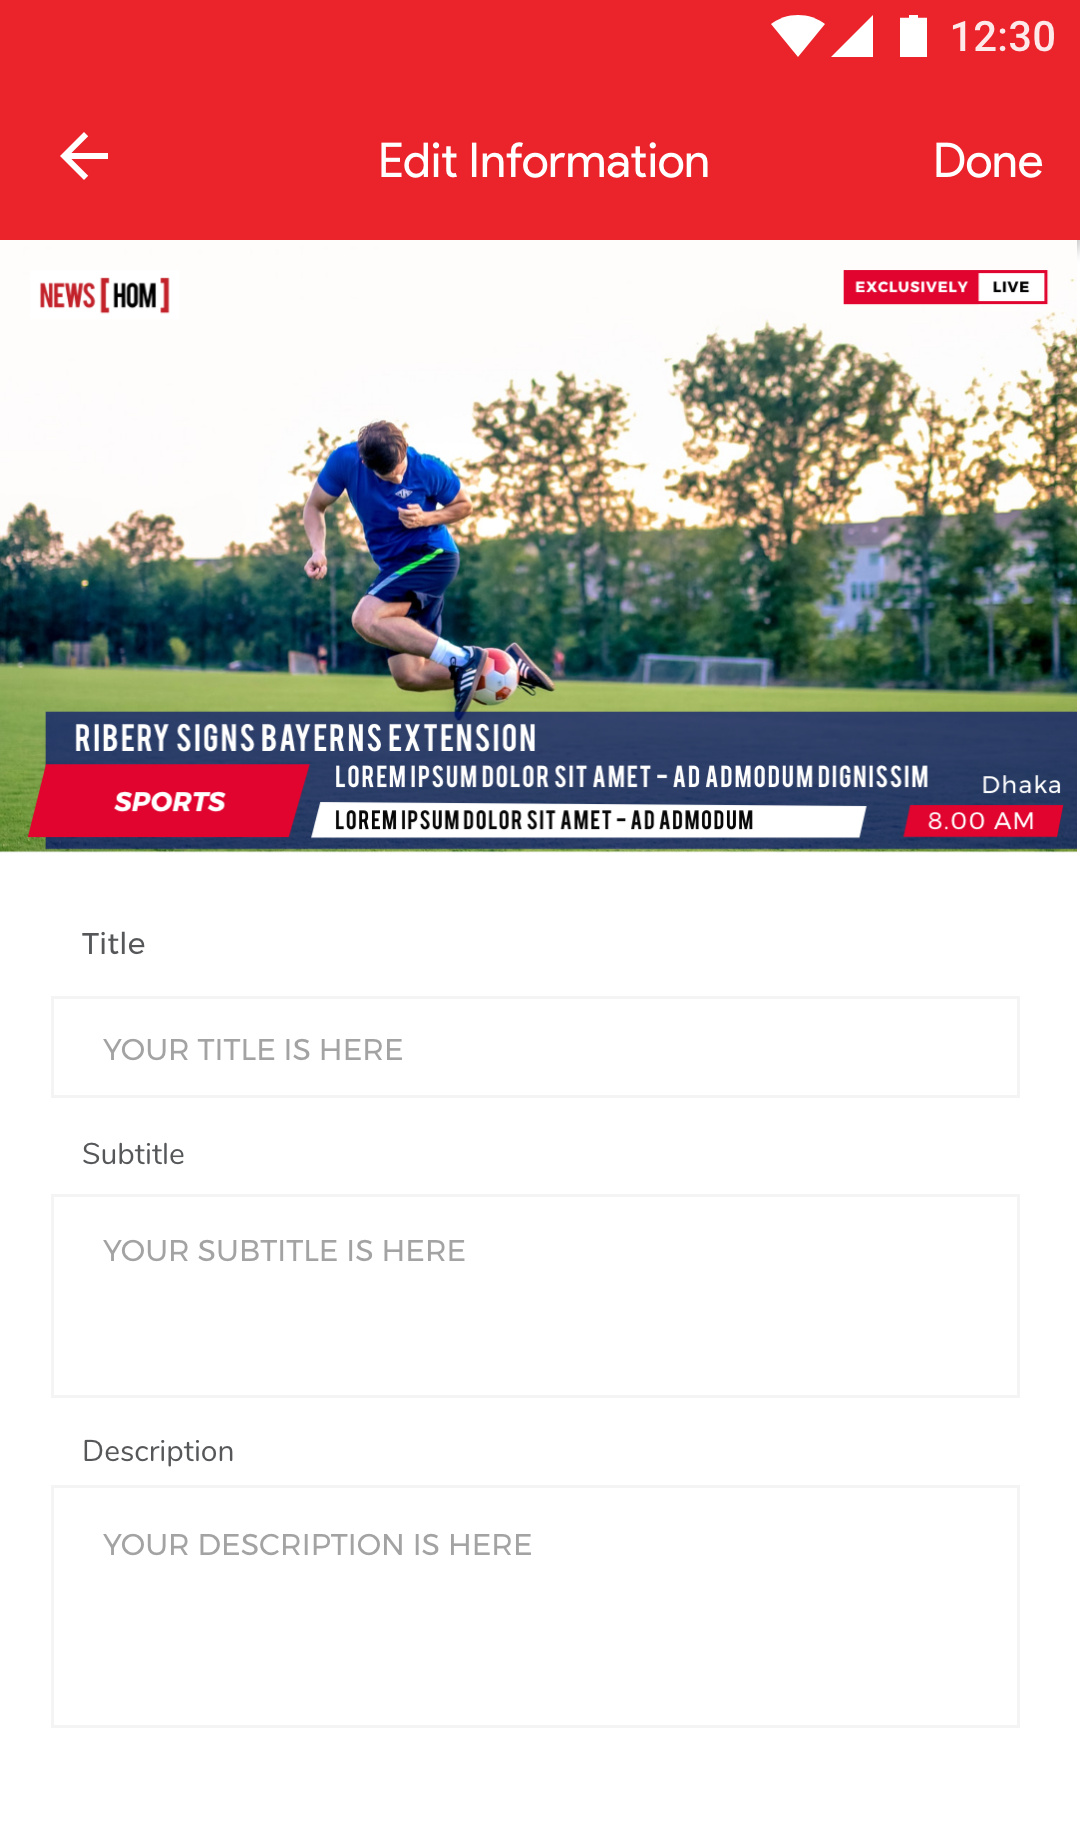 12:30
Edit Information
Done
NEWS [ HOM ]
EXCLUSIVELY LIVE
RIBERY SIGNS BAYERNS EXTENSION
LOREM IPSUM DOLOR SIT AMET – AD ADMODUM DIGNISSIM
Dhaka
SPORTS
LOREM IPSUM DOLOR SIT AMET – AD ADMODUM
8.00 AM
Title
YOUR TITLE IS HERE
Subtitle
YOUR SUBTITLE IS HERE
Description
YOUR DESCRIPTION IS HERE